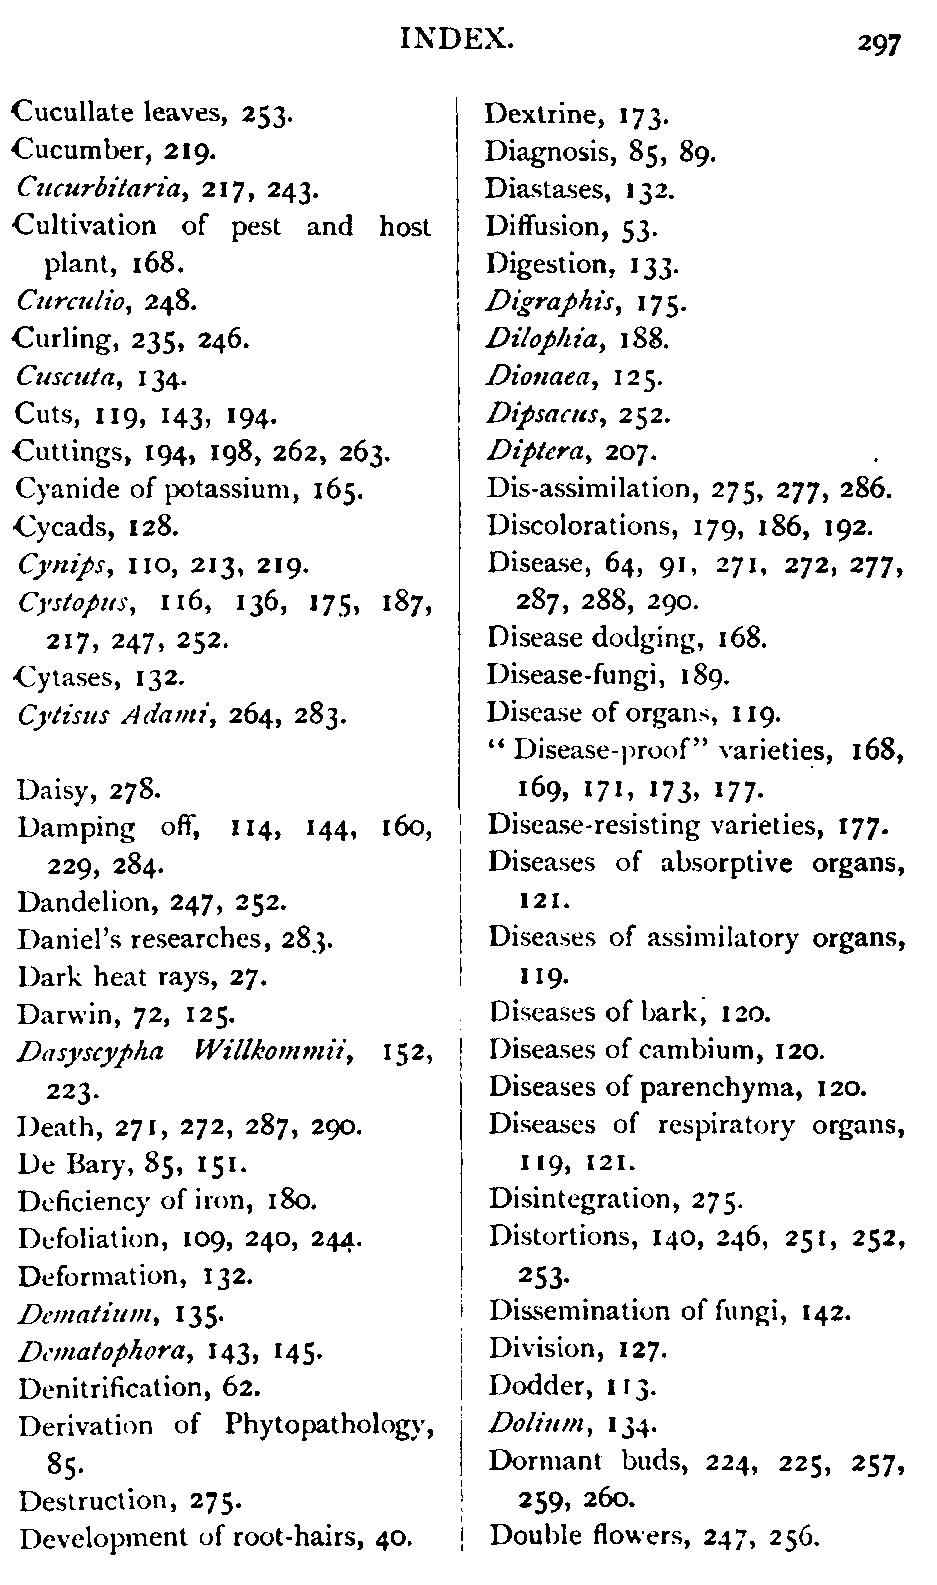 INDEX. 297
Cucullate leaves, 253.
Cucumber, 219.
Cucurbitaria, 217, 243.
Cultivation of pest and host
plant, 168.
Curculio, 248.
Curling, 235, 246.
Cuscuta, 134.
Cuts, 119, 143, 194.
Cuttings, 194, 198, 262, 263.
Cyanide of potassium, 165.
Cycads, 128.
Cynips, 110, 213, 219.
Cystopus, 116, 136, 175, 187,
217, 247, 252.
Cytases, 132.
Cytisus Adami, 264, 283.
Daisy, 278.
Damping off, 114, 144, 160,
229, 284.
Dandelion, 247, 252.
Daniel's researches, 283.
Dark heat rays, 27.
Darwin, 72, 125.
Dasyscypha Willkommii, 152,
223.
Death, 271, 272, 287, 290.
De Bary, 85, 151.
Deficiency of iron, 180.
Defoliation, 109, 240, 244.
Deformation, 132.
Dematium, 135.
Dematophora, 143, 145.
Denitrification, 62.
Derivation of Phytopathology,
85.
Destruction, 275.
Development of root-hairs, 40.
Dextrine, 173.
Diagnosis, 85, 89.
Diastases, 132.
Diffusion, 53.
Digestion, 133.
Digraphis, 175.
Dilophia, 188.
Dionaea, 125.
Dipsacus, 252.
Diptera, 207.
Dis-assimilation, 275, 277, 286.
Discolorations, 179, 186, 192.
Disease, 64, 91, 271, 272, 277,
287, 288, 290.
Disease dodging, 168.
Disease-fungi, 189.
Disease of organs, 119.
" Disease-proof" varieties, 168,
169, 171, 173, 177.
Disease-resisting varieties, 177.
Diseases of absorptive organs,
121.
Diseases of assimilatory organs,
119.
Diseases of bark, 120.
Diseases of cambium, 120.
Diseases of parenchyma, 120.
Diseases of respiratory organs,
119, 121.
Disintegration, 275.
Distortions, 140, 246, 251, 252,
253.
Dissemination of fungi, 142.
Division, 127.
Dodder, 113.
Dolium, 134.
Dormant buds, 224, 225, 257,
259, 260.
Double flowers, 247, 256.